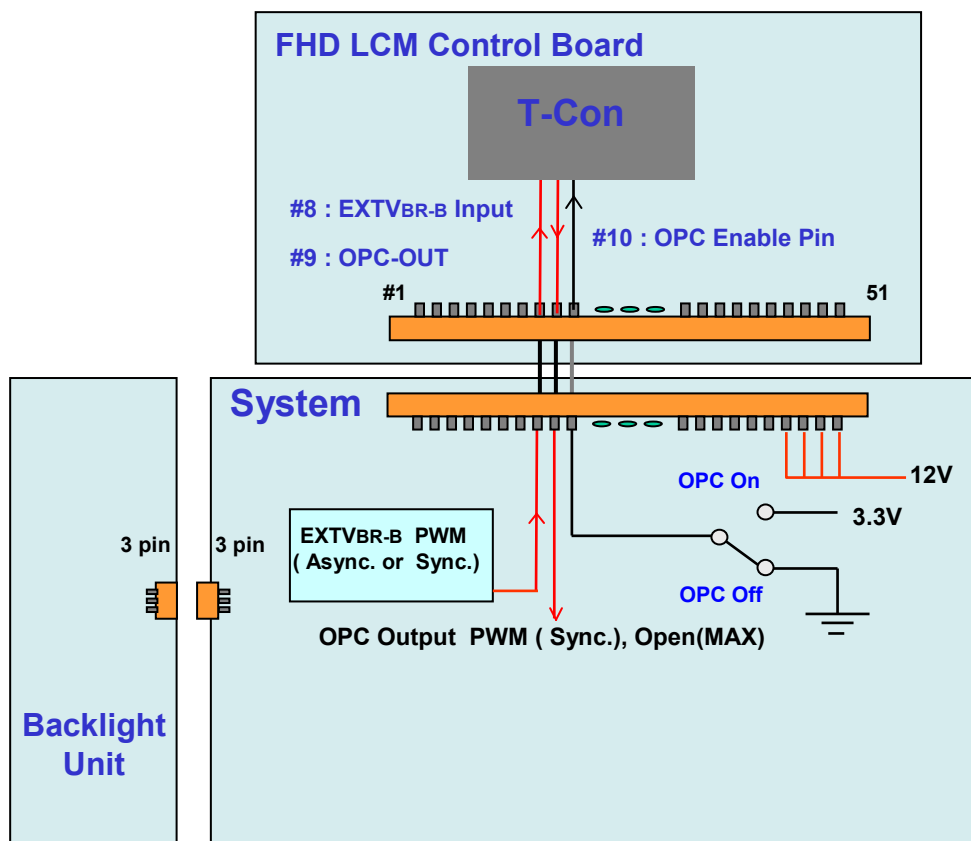 FHD LCM Control Board
T-Con
#8 : EXTVBR-B Input
#9 : OPC-OUT
#10 : OPC Enable Pin
#1
51
System
12V
OPC On
3.3V
3 pin
3 pin
EXTVBR-B PWM
( Async. or Sync.)
OPC Off
OPC Output PWM ( Sync.), Open(MAX)
Backlight
Unit